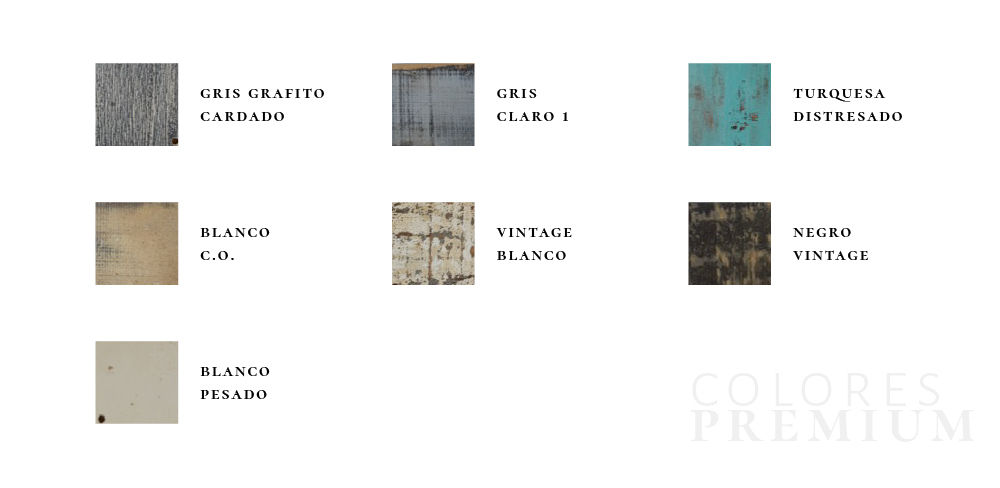 GRIS GRAFITO
CARDADO
GRIS
CLARO 1
TURQUESA
DISTRESADO
BLANCO
C.O.
VINTAGE
BLANCO
NEGRO
VINTAGE
BLANCO
PESADO
COLORES
PREMIUM